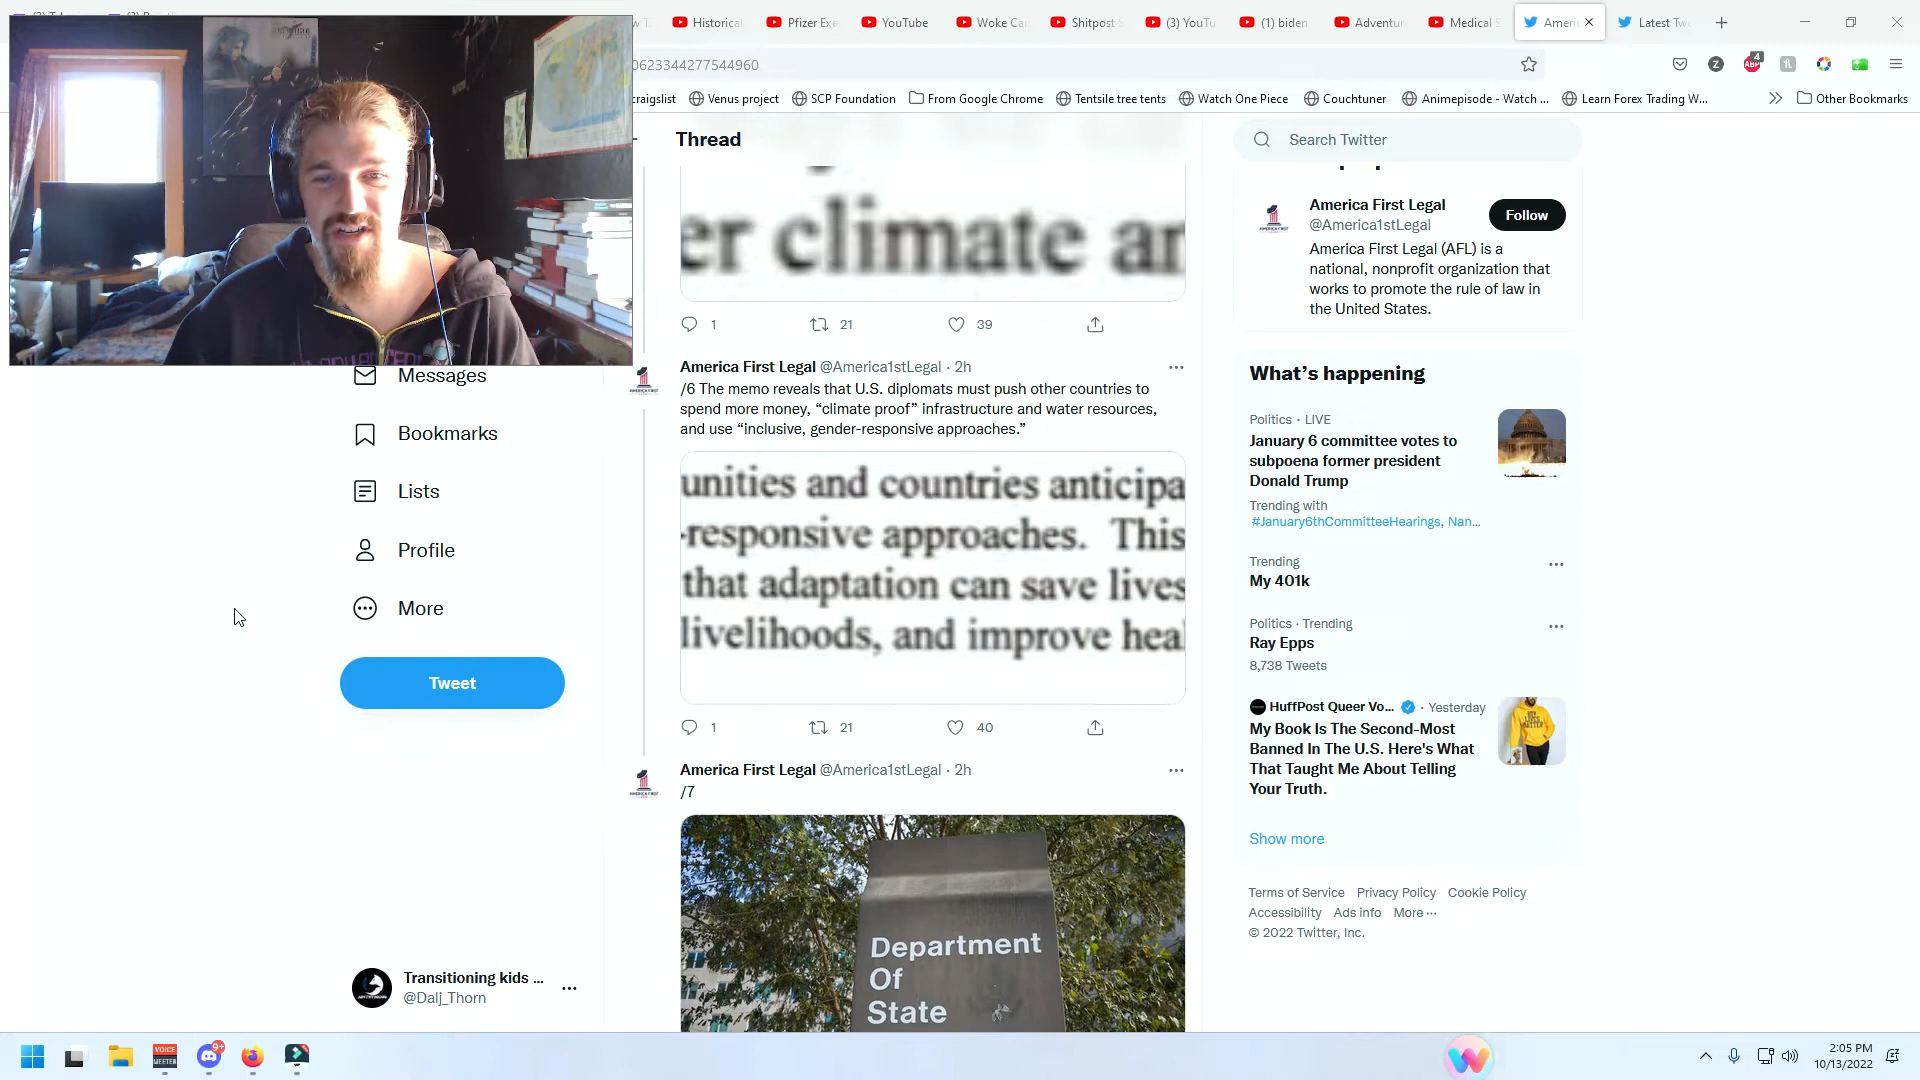 Historical
Pfizer Exe
YouTube
Woke Ca
Shitpost S
(3) YouTu
(1) biden
Adventu
Medical S
Ameri
Latest Tw
0623344277544960
4
ABP
craigslist
Venus project
SCP Foundation
From Google Chrome
Tentsile tree tents
Watch One Piece
Couchtuner
Animepisode - Watch ...
Learn Forex Trading W...
Other Bookmarks
Thread
Search Twitter
er climate an
1
21
39
America First Legal @America1stLegal · 2h
/6 The memo reveals that U.S. diplomats must push other countries to
spend more money, “climate proof” infrastructure and water resources,
and use “inclusive, gender-responsive approaches.”
unities and countries anticipa
-responsive approaches. This
that adaptation can save lives
livelihoods, and improve heal
1
21
40
America First Legal @America1stLegal · 2h
/7
Department
Of
State
Messages
Bookmarks
Lists
Profile
More
Tweet
Transitioning kids ...
@Dalj_Thorn
America First Legal
@America1stLegal
Follow
America First Legal (AFL) is a
national, nonprofit organization that
works to promote the rule of law in
the United States.
What’s happening
Politics · LIVE
January 6 committee votes to
subpoena former president
Donald Trump
Trending with
#January6thCommitteeHearings, Nan...
Trending
My 401k
Politics · Trending
Ray Epps
8,738 Tweets
HuffPost Queer Vo... · Yesterday
My Book Is The Second-Most
Banned In The U.S. Here's What
That Taught Me About Telling
Your Truth.
Show more
Terms of Service Privacy Policy Cookie Policy
Accessibility Ads info More ···
© 2022 Twitter, Inc.
VOICE
MEETER
9+
2:05 PM
10/13/2022